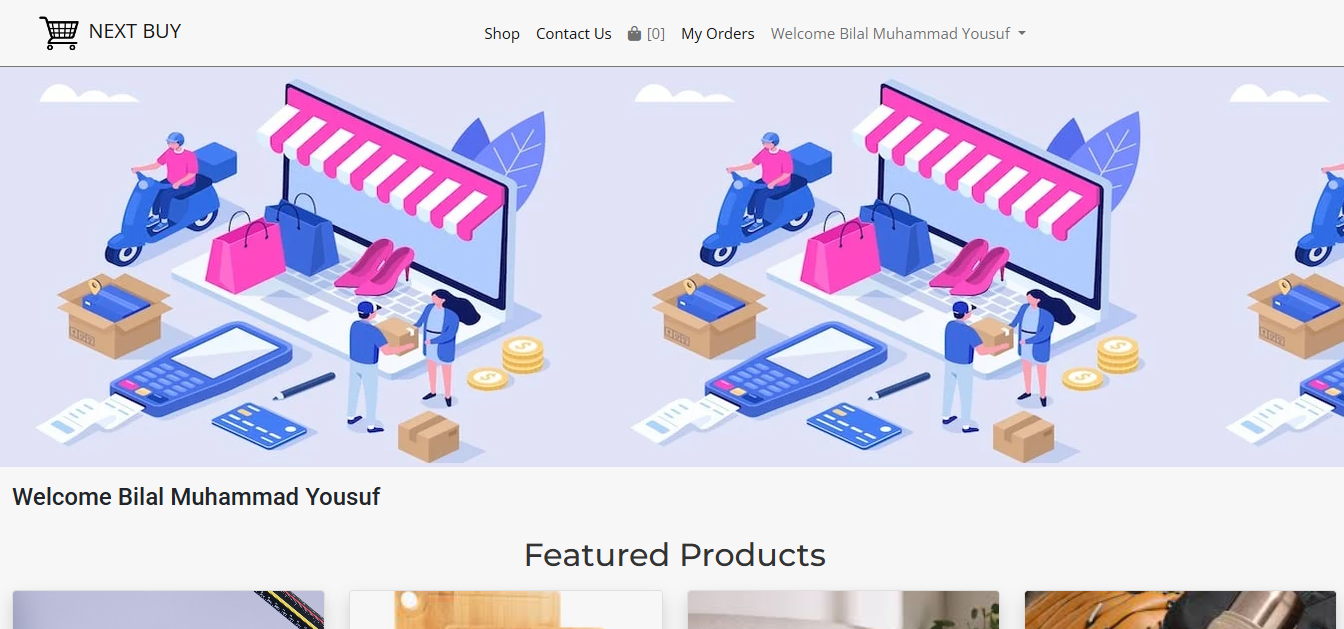 NEXT BUY
Shop Contact Us [0] My Orders Welcome Bilal Muhammad Yousuf
Welcome Bilal Muhammad Yousuf
Featured Products